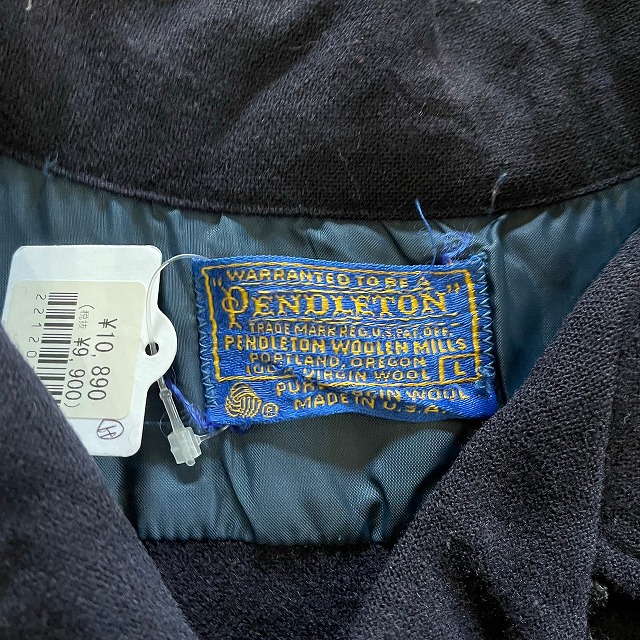 "WARRANTED TO BE A
PENDLETON"
TRADE MARK REG. U.S. PAT. OFF.
PENDLETON WOOLEN MILLS
PORTLAND, OREGON
100% VIRGIN WOOL
L
PURE VIRGIN WOOL
®
MADE IN U.S.A.
¥10,890
(税抜 ¥9,900)
22120